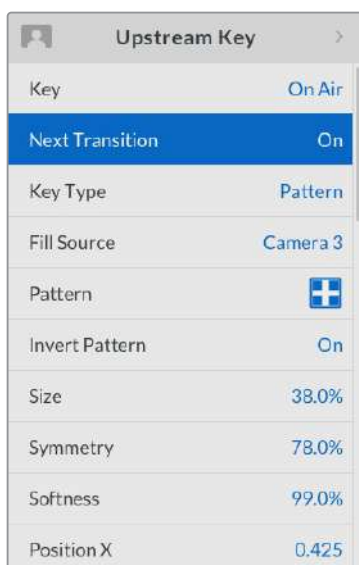 Upstream Key
Key On Air
Next Transition On
Key Type Pattern
Fill Source Camera 3
Pattern
Invert Pattern On
Size 38.0%
Symmetry 78.0%
Softness 99.0%
Position X 0.425